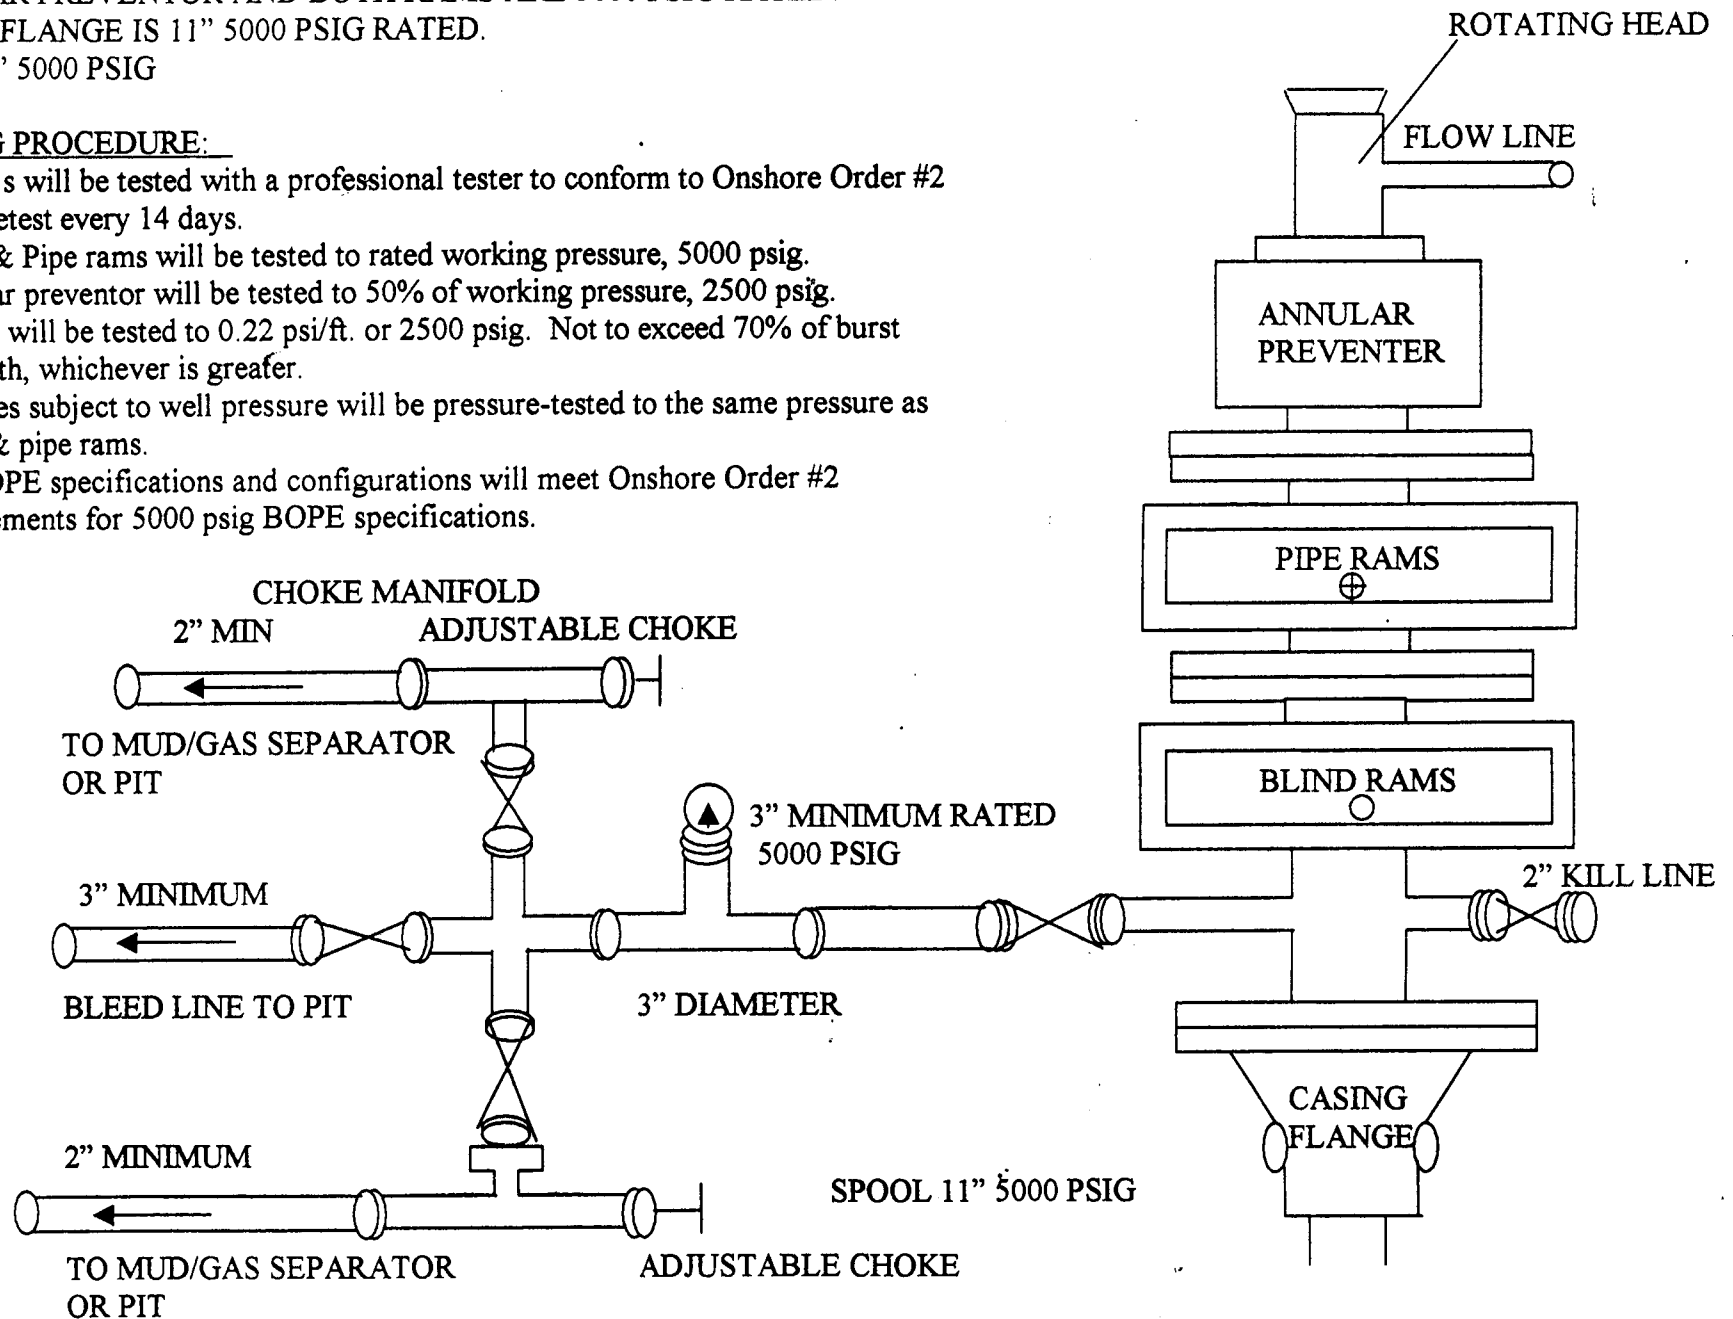 FLANGE IS 11” 5000 PSIG RATED.
” 5000 PSIG
PROCEDURE:
s will be tested with a professional tester to conform to Onshore Order #2
etest every 14 days.
& Pipe rams will be tested to rated working pressure, 5000 psig.
ar preventor will be tested to 50% of working pressure, 2500 psig.
will be tested to 0.22 psi/ft. or 2500 psig. Not to exceed 70% of burst
th, whichever is greater.
es subject to well pressure will be pressure-tested to the same pressure as
& pipe rams.
OPE specifications and configurations will meet Onshore Order #2
ements for 5000 psig BOPE specifications.
ROTATING HEAD
FLOW LINE
ANNULAR
PREVENTER
PIPE RAMS
BLIND RAMS
2” KILL LINE
CASING
FLANGE
CHOKE MANIFOLD
2” MIN
ADJUSTABLE CHOKE
TO MUD/GAS SEPARATOR
OR PIT
3” MINIMUM RATED
5000 PSIG
3” MINIMUM
BLEED LINE TO PIT
3” DIAMETER
2” MINIMUM
SPOOL 11” 5000 PSIG
TO MUD/GAS SEPARATOR
OR PIT
ADJUSTABLE CHOKE